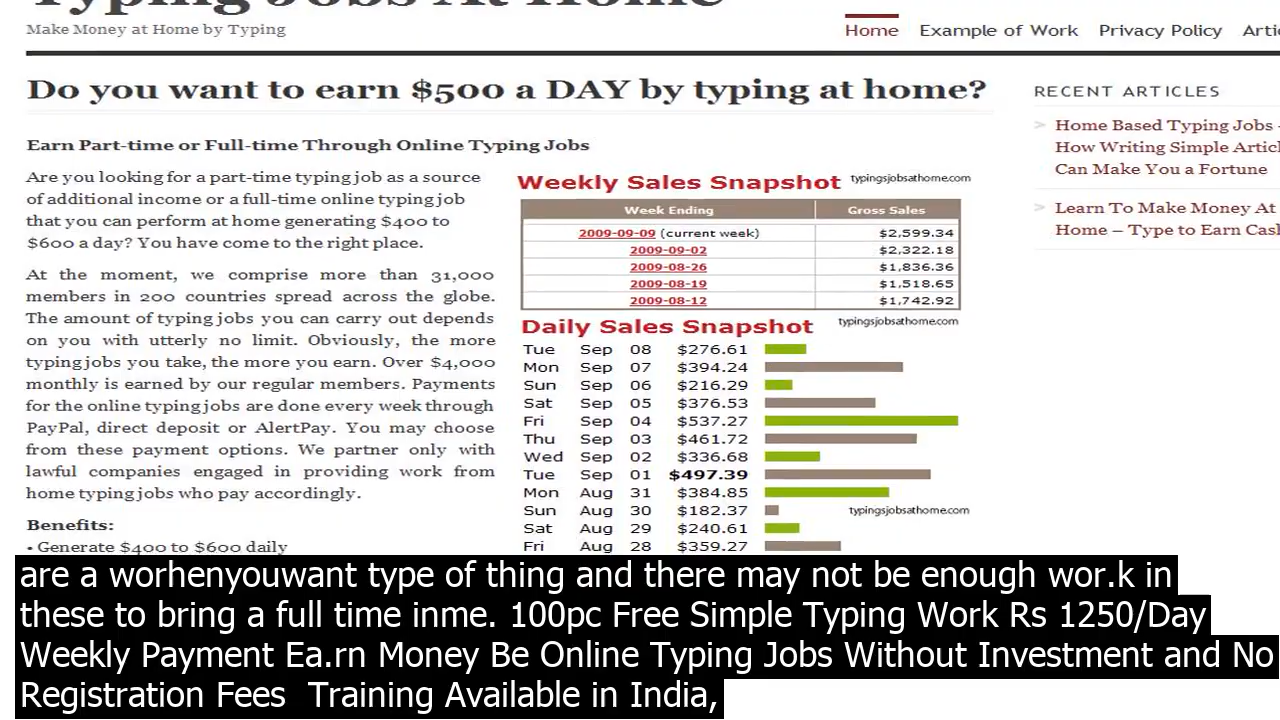 Typing Jobs At Home
Make Money at Home by Typing
Home Example of Work Privacy Policy
Do you want to earn $500 a DAY by typing at home?
Earn Part-time or Full-time Through Online Typing Jobs
Are you looking for a part-time typing job as a source
of additional income or a full-time online typing job
that you can perform at home generating $400 to
$600 a day? You have come to the right place.
At the moment, we comprise more than 31,000
members in 200 countries spread across the globe.
The amount of typing jobs you can carry out depends
on you with utterly no limit. Obviously, the more
typing jobs you take, the more you earn. Over $4,000
monthly is earned by our regular members. Payments
for the online typing jobs are done every week through
PayPal, direct deposit or AlertPay. You may choose
from these payment options. We partner only with
lawful companies engaged in providing work from
home typing jobs who pay accordingly.
Benefits:
• Generate $400 to $600 daily
Weekly Sales Snapshot typingsjobsathome.com
Week Ending Gross Sales
2009-09-09 (current week) $2,599.34
2009-09-02 $2,322.18
2009-08-26 $1,836.36
2009-08-19 $1,518.65
2009-08-12 $1,742.92
typingsjobsathome.com
Daily Sales Snapshot
Tue Sep 08 $276.61
Mon Sep 07 $394.24
Sun Sep 06 $216.29
Sat Sep 05 $376.53
Fri Sep 04 $537.27
Thu Sep 03 $461.72
Wed Sep 02 $336.68
Tue Sep 01 $497.39
Mon Aug 31 $384.85
Sun Aug 30 $182.37
typingsjobsathome.com
Sat Aug 29 $240.61
Fri Aug 28 $359.27
RECENT ARTICLES
> Home Based Typing Jobs -
How Writing Simple Artic
Can Make You a Fortune
> Learn To Make Money At
Home – Type to Earn Cash
are a worhenyouwant type of thing and there may not be enough wor.k in
these to bring a full time inme. 100pc Free Simple Typing Work Rs 1250/Day
Weekly Payment Ea.rn Money Be Online Typing Jobs Without Investment and No
Registration Fees  Training Available in India,